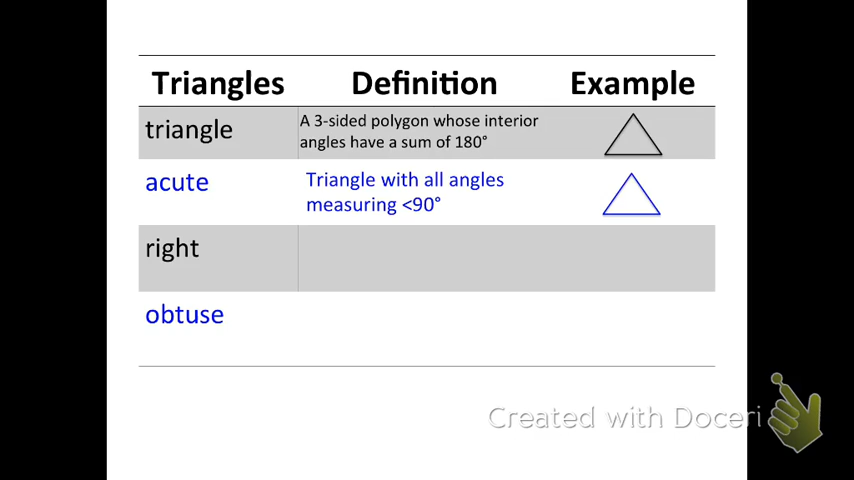 Triangles Definition Example
triangle
A 3-sided polygon whose interior
angles have a sum of 180°
acute
Triangle with all angles
measuring <90°
right
obtuse
Created with Doceri